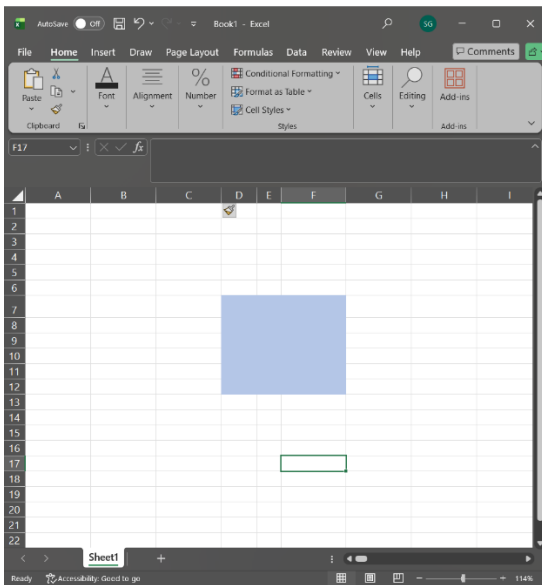 AutoSave Off Book1 - Excel SG
File Home Insert Draw Page Layout Formulas Data Review View Help Comments
Paste Font Alignment Number Conditional Formatting Format as Table Cell Styles Cells Editing Add-ins
Clipboard Styles Add-ins
F17 fx
A B C D E F G H I
1
2
3
4
5
6
7
8
9
10
11
12
13
14
15
16
17
18
19
20
21
22
Sheet1
Ready Accessibility: Good to go 114%